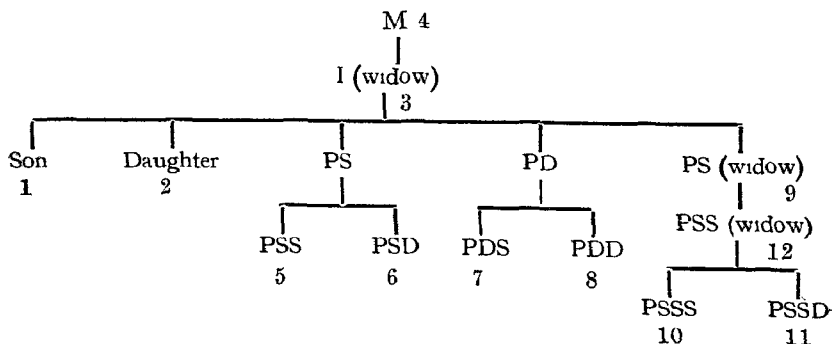 M 4
I (widow)
3
Son Daughter PS PD PS (widow)
1 2 9
PSS (widow)
12
PSS PSD PDS PDD
5 6 7 8
PSSS PSSD
10 11